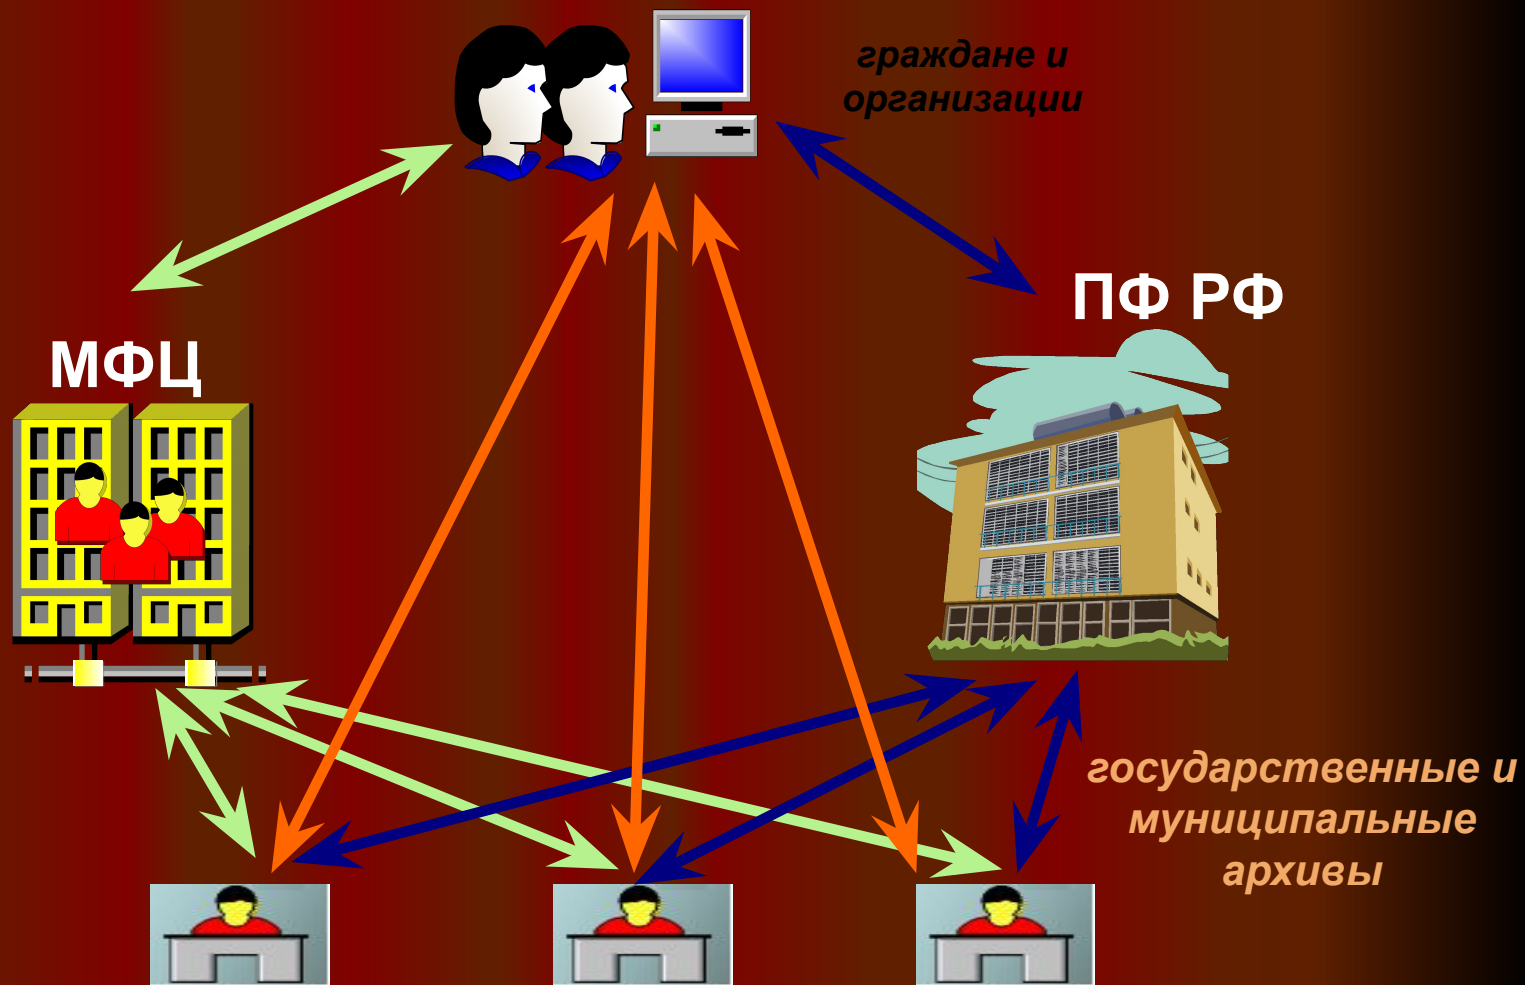 граждане и
организации
ПФ РФ
МФЦ
государственные и
муниципальные
архивы